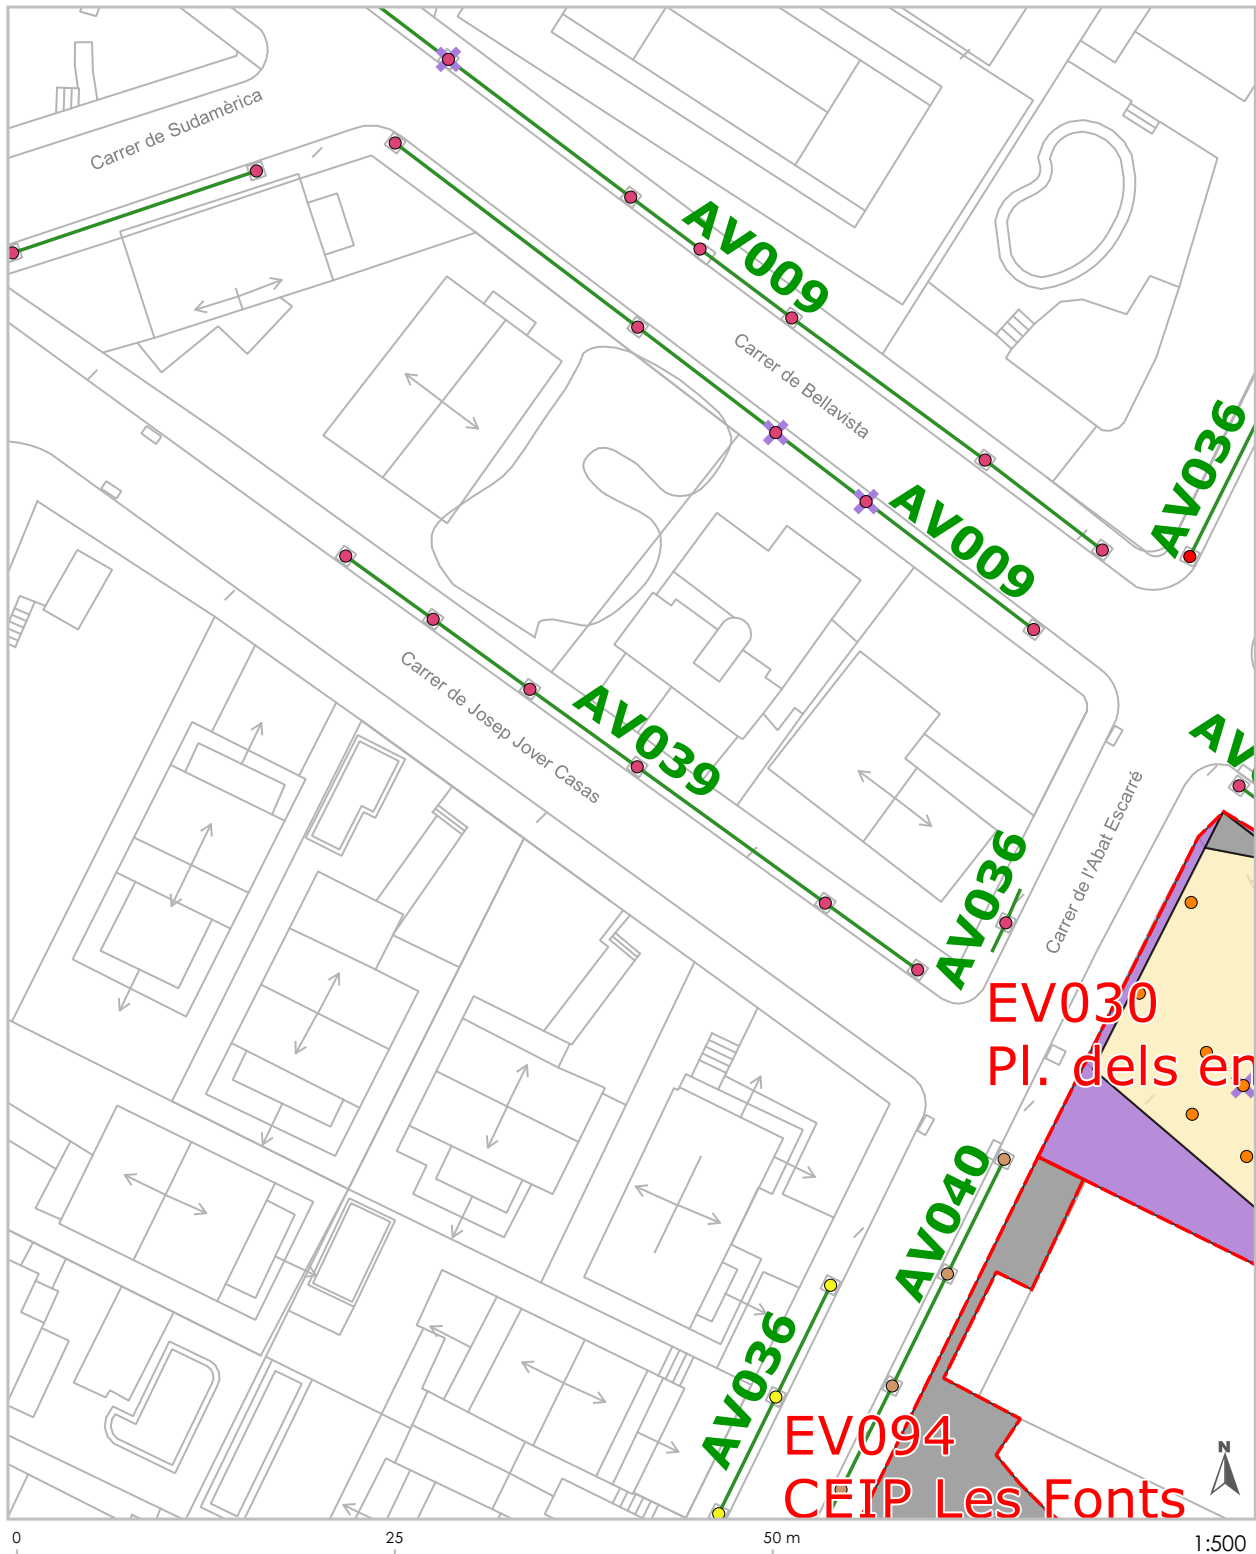 Carrer de Sudamèrica
AV009
Carrer de Bellavista
AV036
AV009
Carrer de Josep Jover Casas
AV039
AV
Carrer de l'Abat Escarré
AV036
EV030
Pl. dels en
AV040
AV036
EV094
CEIP Les Fonts
N
0 25 50 m
1:500